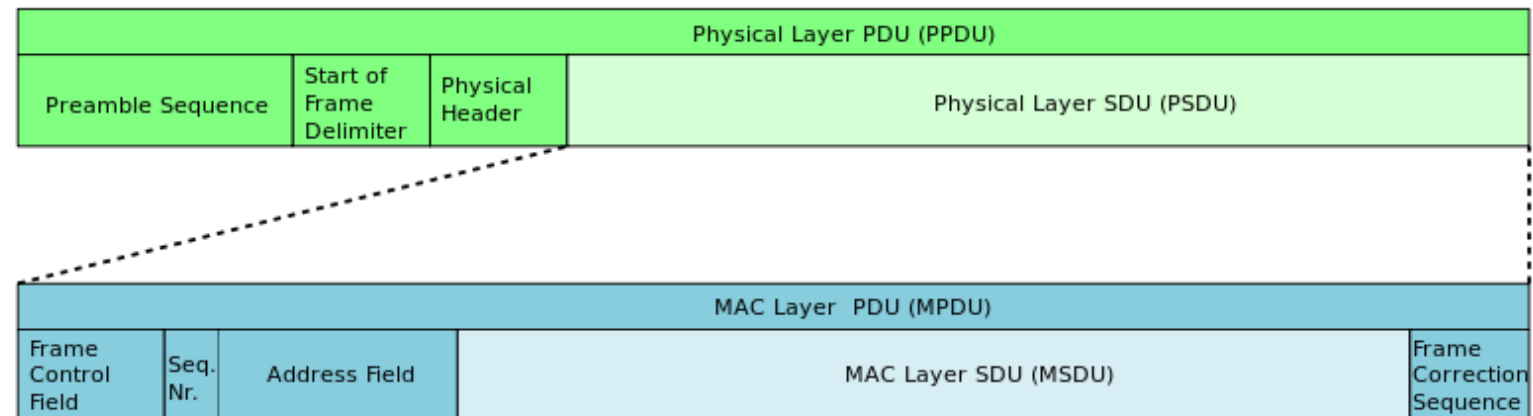 Physical Layer PDU (PPDU)
Preamble Sequence
Start of
Frame
Delimiter
Physical
Header
Physical Layer SDU (PSDU)
MAC Layer  PDU (MPDU)
Frame
Control
Field
Seq.
Nr.
Address Field
MAC Layer SDU (MSDU)
Frame
Correction
Sequence